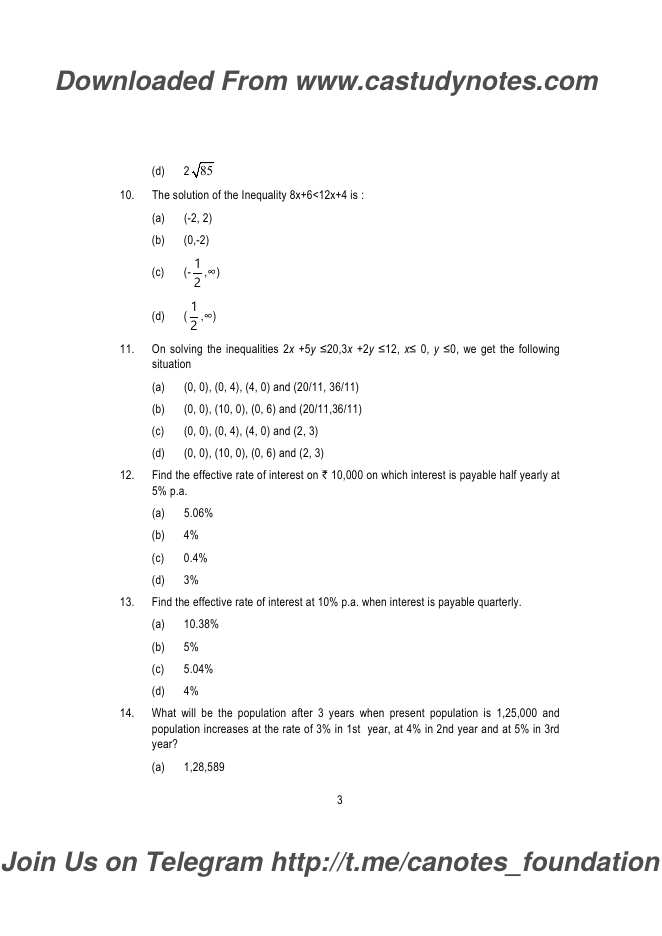 Downloaded From www.castudynotes.com
(d) 2√85
10. The solution of the Inequality 8x+6<12x+4 is :
(a) (-2, 2)
(b) (0,-2)
(c) (-1/2,∞)
(d) (1/2,∞)
11. On solving the inequalities 2x +5y ≤20,3x +2y ≤12, x≤ 0, y ≤0, we get the following
situation
(a) (0, 0), (0, 4), (4, 0) and (20/11, 36/11)
(b) (0, 0), (10, 0), (0, 6) and (20/11,36/11)
(c) (0, 0), (0, 4), (4, 0) and (2, 3)
(d) (0, 0), (10, 0), (0, 6) and (2, 3)
12. Find the effective rate of interest on ₹ 10,000 on which interest is payable half yearly at
5% p.a.
(a) 5.06%
(b) 4%
(c) 0.4%
(d) 3%
13. Find the effective rate of interest at 10% p.a. when interest is payable quarterly.
(a) 10.38%
(b) 5%
(c) 5.04%
(d) 4%
14. What will be the population after 3 years when present population is 1,25,000 and
population increases at the rate of 3% in 1st year, at 4% in 2nd year and at 5% in 3rd
year?
(a) 1,28,589
3
Join Us on Telegram http://t.me/canotes_foundation